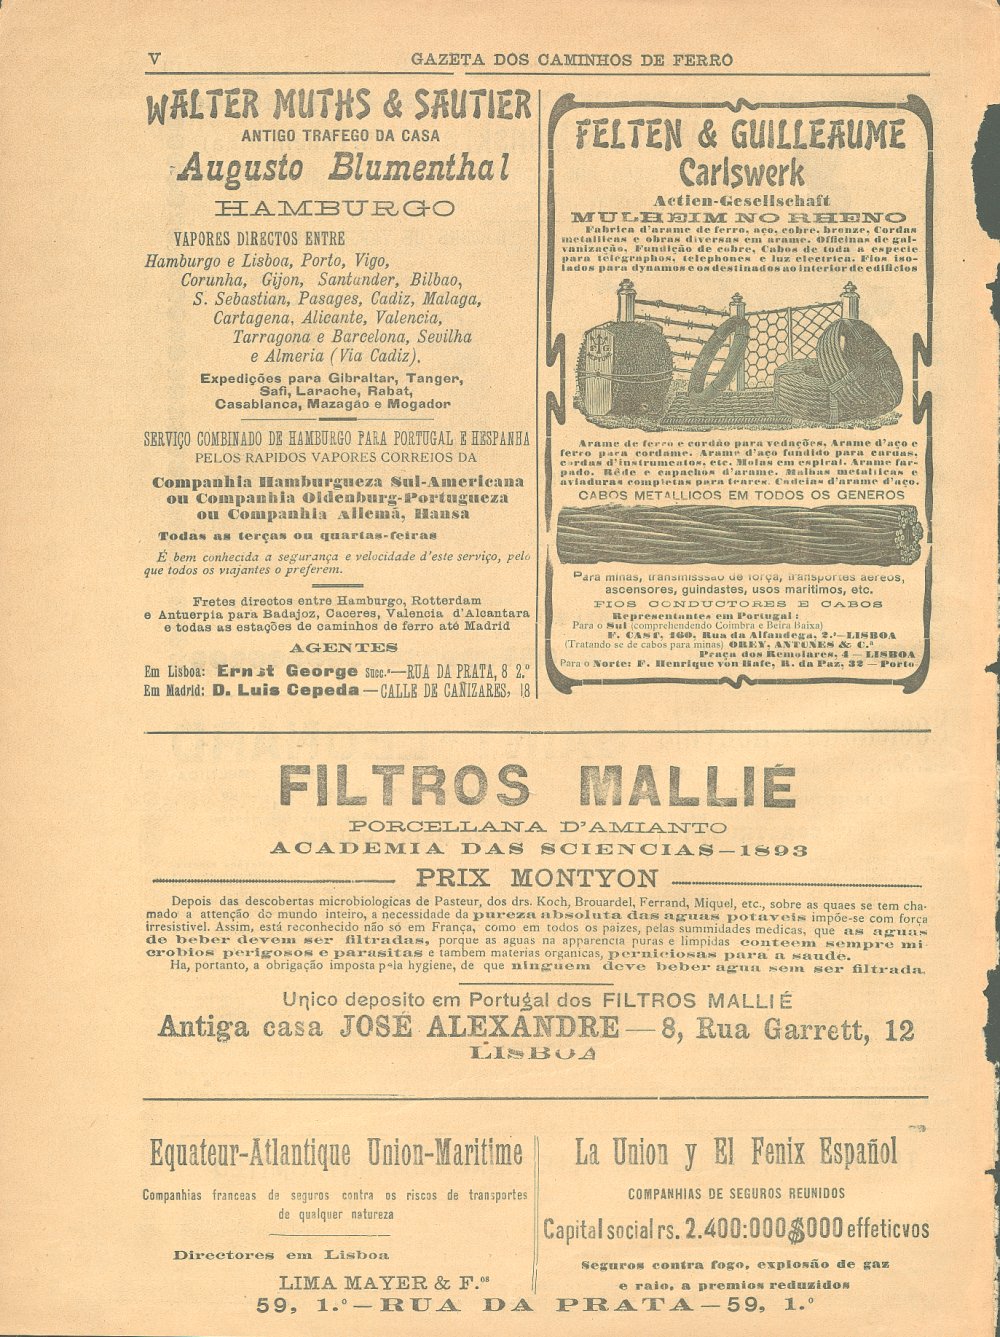 V
GAZETA DOS CAMINHOS DE FERRO
WALTER MUTHS & SAUTIER
ANTIGO TRAFEGO DA CASA
Augusto Blumenthal
HAMBURGO
VAPORES DIRECTOS ENTRE
Hamburgo e Lisboa, Porto, Vigo,
Corunha, Gijon, Santander, Bilbao,
S. Sebastian, Pasages, Cadiz, Malaga,
Cartagena, Alicante, Valencia,
Tarragona e Barcelona, Sevilha
e Almeria (Via Cadiz).
Expedições para Gibraltar, Tanger,
Safi, Larache, Rabat,
Casablanca, Mazagão e Mogador
SERVIÇO COMBINADO DE HAMBURGO PARA PORTUGAL E HESPANHA
PELOS RAPIDOS VAPORES CORREIOS DA
Companhia Hamburgueza Sul-Americana
ou Companhia Oldenburg-Portugueza
ou Companhia Allemã, Hansa
Todas as terças ou quartas-feiras
É bem conhecida a segurança e velocidade d'este serviço, pelo
que todos os viajantes o preferem.
Fretes directos entre Hamburgo, Rotterdam
e Antuerpia para Badajoz, Caceres, Valencia d'Alcantara
e todas as estações de caminhos de ferro até Madrid
AGENTES
Em Lisboa: Ernst George Succ.ª—RUA DA PRATA, 8 2.º
Em Madrid: D. Luis Cepeda—CALLE DE CAÑIZARES, 18
FELTEN & GUILLEAUME
Carlswerk
Actien-Gesellschaft
MULHEIM NO RHENO
Fabrica d'arame de ferro, aço, cobre, bronze, Cordas
metallicas e obras diversas em arame. Officinas de gal-
vanização, Fundição de cobre, Cabos de toda a especie
para telegraphos, telephones e luz electrica. Fios iso-
lados para dynamos e os destinados ao interior de edificios
F G
Arame de ferro e cordão para vedações, Arame d'aço e
ferro para cordame. Arame d'aço fundido para cardas,
cordas d'instrumentos, etc. Molas em espiral. Arame far-
pado. Rêde e capachos d'arame. Malhas metallicas e
aviaduras completas para teares. Cadeias d'arame d'aço.
CABOS METALLICOS EM TODOS OS GENEROS
Para minas, transmisssão de força, transportes aereos,
ascensores, guindastes, usos maritimos, etc.
FIOS CONDUCTORES E CABOS
Representantes em Portugal:
Para o Sul (comprehendendo Coimbra e Beira Baixa)
F. CAST, 160, Rua da Alfandega, 2.º—LISBOA
(Tratando se de cabos para minas) OREY, ANTUNES & C.ª
Praça dos Remolares, 4—LISBOA
Para o Norte: F. Henrique von Hafe, R. da Paz, 32—Porto
FILTROS MALLIÉ
PORCELLANA D'AMIANTO
ACADEMIA DAS SCIENCIAS—1893
PRIX MONTYON
Depois das descobertas microbiologicas de Pasteur, dos drs. Koch, Brouardel, Ferrand, Miquel, etc., sobre as quaes se tem cha-
mado a attenção do mundo inteiro, a necessidade da pureza absoluta das aguas potaveis impõe-se com força
irresistivel. Assim, está reconhecido não só em França, como em todos os paizes, pelas summidades medicas, que as aguas
de beber devem ser filtradas, porque as aguas na apparencia puras e limpidas conteem sempre mi
crobios perigosos e parasitas e tambem materias organicas, perniciosas para a saude.
Ha, portanto, a obrigação imposta pela hygiene, de que ninguem deve beber agua sem ser filtrada.
Unico deposito em Portugal dos FILTROS MALLIÉ
Antiga casa JOSÉ ALEXANDRE—8, Rua Garrett, 12
LISBOA
Equateur-Atlantique Union-Maritime
Companhias franceas de seguros contra os riscos de transportes
de qualquer natureza
Directores em Lisboa
LIMA MAYER & F.ºˢ
La Union y El Fenix Español
COMPANHIAS DE SEGUROS REUNIDOS
Capital social rs. 2.400:000$000 effeticvos
Seguros contra fogo, explosão de gaz
e raio, a premios reduzidos
59, 1.º—RUA DA PRATA—59, 1.º